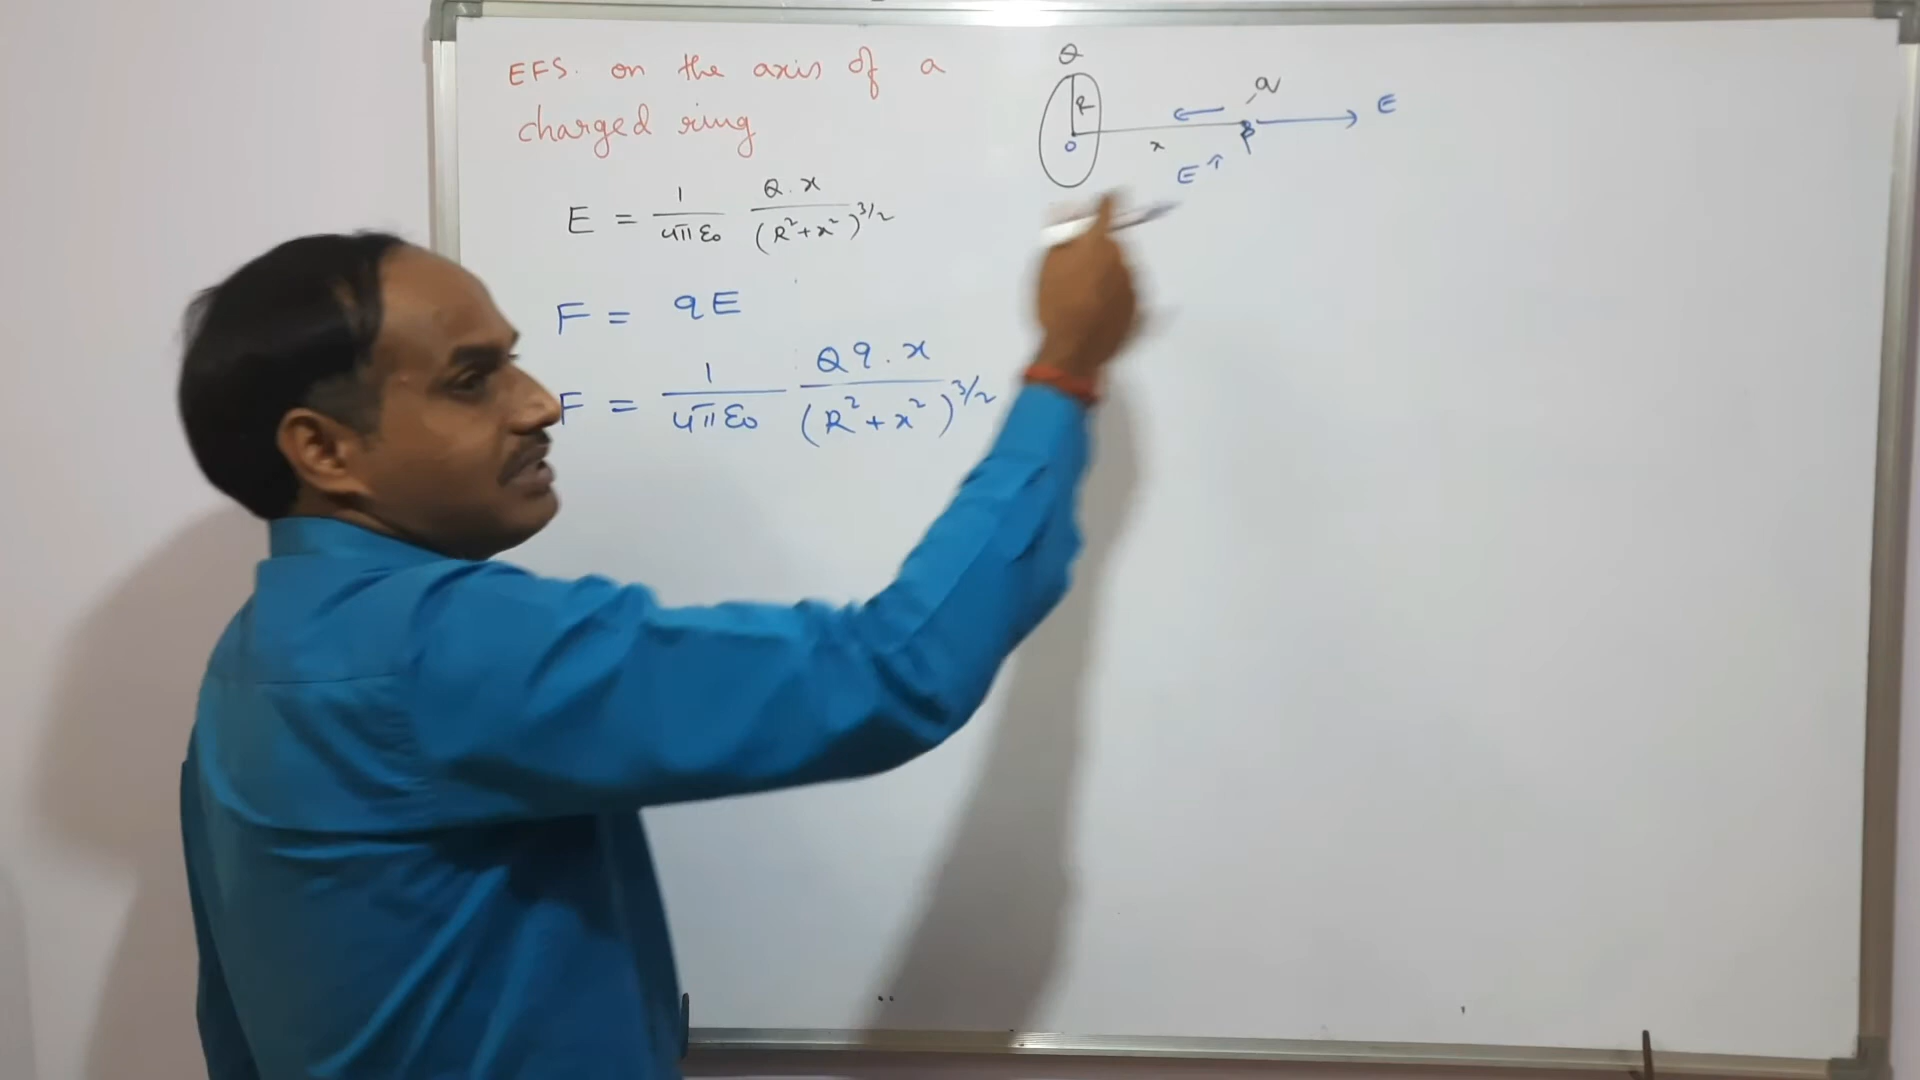 EFS. on the axis of a
charged ring
E = 1/4πε₀ Q.x/(R²+x²)^3/2
F = qE
F = 1/4πε₀ Qq.x/(R²+x²)^3/2
Q
R
O
x
E ↑
P
E